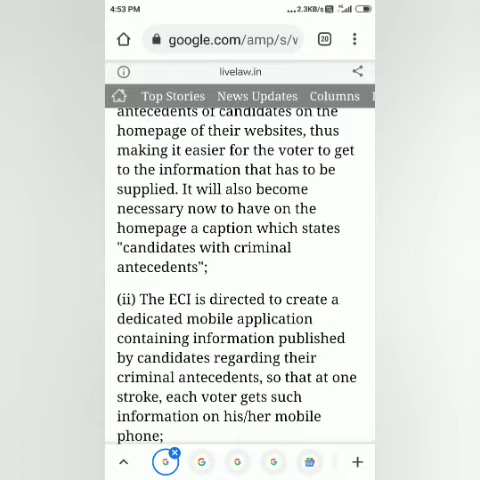 4:53 PM
...2.3KB/s
google.com/amp/s/v
20
livelaw.in
Top Stories News Updates Columns
antecedents of candidates on the
homepage of their websites, thus
making it easier for the voter to get
to the information that has to be
supplied. It will also become
necessary now to have on the
homepage a caption which states
"candidates with criminal
antecedents";
(ii) The ECI is directed to create a
dedicated mobile application
containing information published
by candidates regarding their
criminal antecedents, so that at one
stroke, each voter gets such
information on his/her mobile
phone;